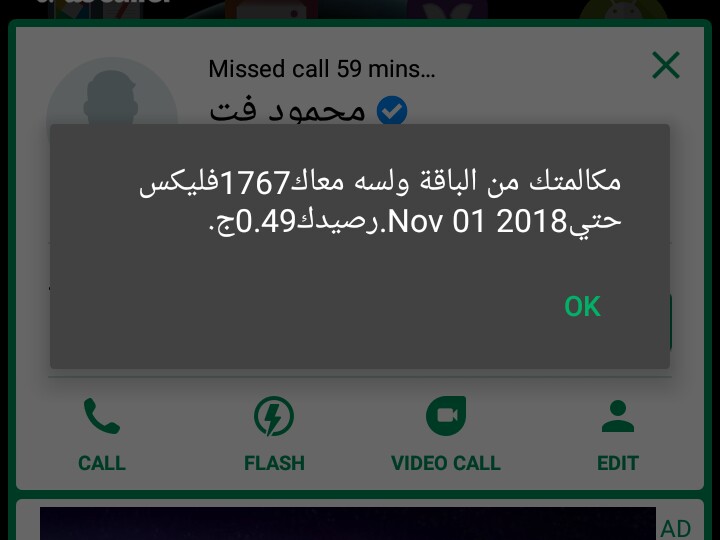 Missed call 59 mins…
محمود فت
مكالمتك من الباقة ولسه معاك1767فليكس
حتي01 Nov 2018.رصيدك0.49ج.
OK
CALL
FLASH
VIDEO CALL
EDIT
AD